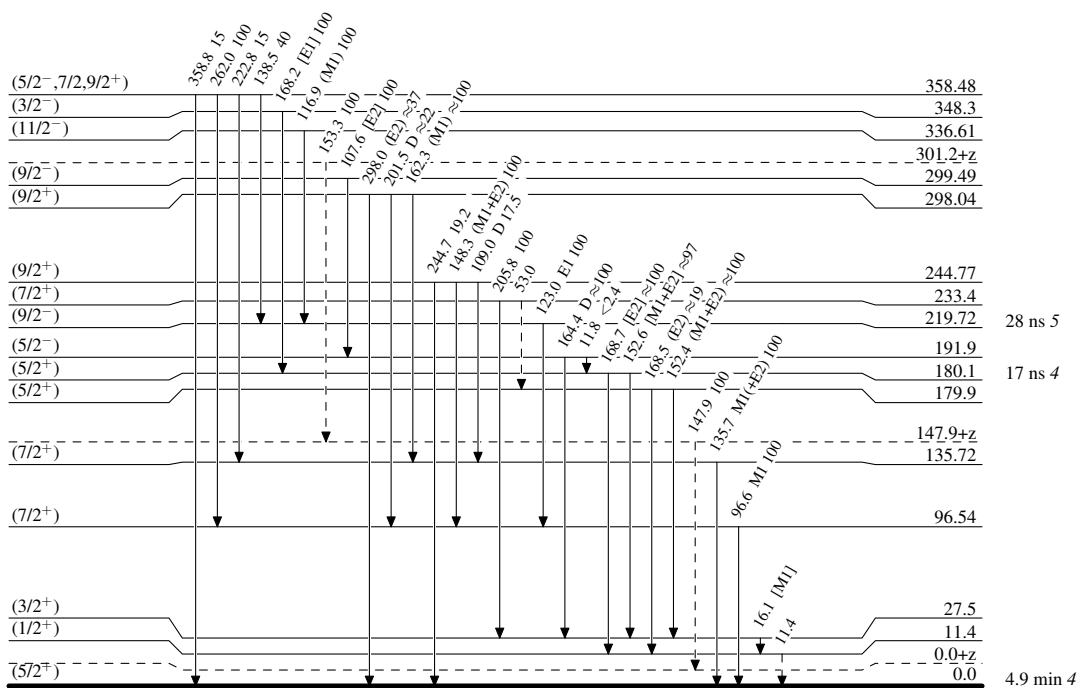 358.8 15
262.0 100
222.8 15
138.5 40
168.2 [E1] 100
116.9 (M1) 100
153.3 100
107.6 [E2] 100
298.0 (E2) ≈37
201.5 D ≈22
162.3 (M1) ≈100
244.7 19.2
148.3 (M1+E2) 100
109.0 D 17.5
205.8 100
53.0
123.0 E1 100
164.4 D ≈100
11.8 <2.4
168.7 [E2] ≈100
152.6 [M1+E2] ≈97
168.5 (E2) ≈19
152.4 (M1+E2) ≈100
147.9 100
135.7 M1(+E2) 100
96.6 M1 100
16.1 [M1]
11.4
(5/2⁻,7/2,9/2⁺) 358.48
(3/2⁻) 348.3
(11/2⁻) 336.61
301.2+z
(9/2⁻) 299.49
(9/2⁺) 298.04
(9/2⁺) 244.77
(7/2⁺) 233.4
(9/2⁻) 219.72 28 ns 5
(5/2⁻) 191.9
(5/2⁺) 180.1 17 ns 4
(5/2⁺) 179.9
147.9+z
(7/2⁺) 135.72
(7/2⁺) 96.54
(3/2⁺) 27.5
(1/2⁺) 11.4
0.0+z
(5/2⁺) 0.0 4.9 min 4